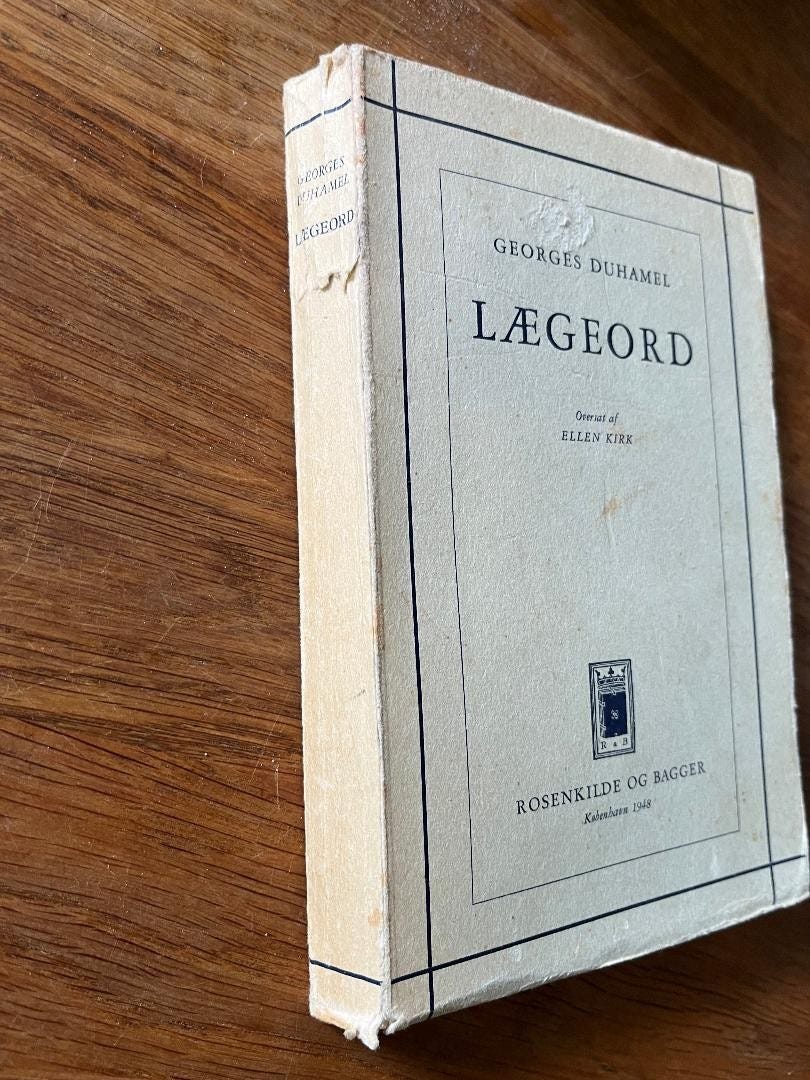 GEORGES
DUHAMEL
LÆGEORD
GEORGES DUHAMEL
LÆGEORD
Oversat af
ELLEN KIRK
R & B
ROSENKILDE OG BAGGER
København 1948